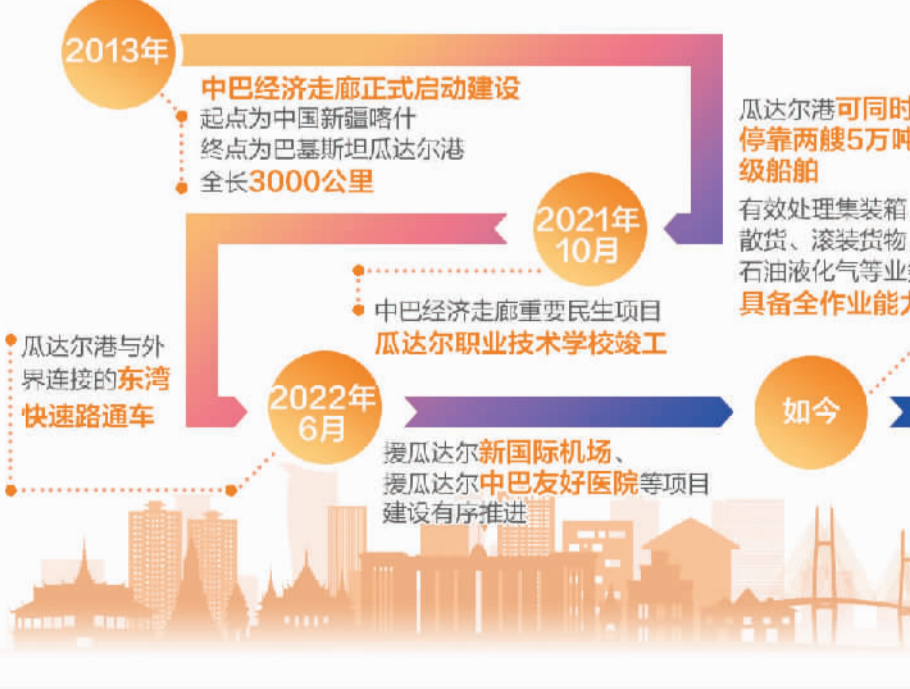 2013年
中巴经济走廊正式启动建设
起点为中国新疆喀什
终点为巴基斯坦瓜达尔港
全长3000公里
2021年
10月
中巴经济走廊重要民生项目
瓜达尔职业技术学校竣工
瓜达尔港与外
界连接的东湾
快速路通车
2022年
6月
援瓜达尔新国际机场、
援瓜达尔中巴友好医院等项目
建设有序推进
如今
瓜达尔港可同时
停靠两艘5万吨
级船舶
有效处理集装箱
散货、滚装货物
石油液化气等业
具备全作业能